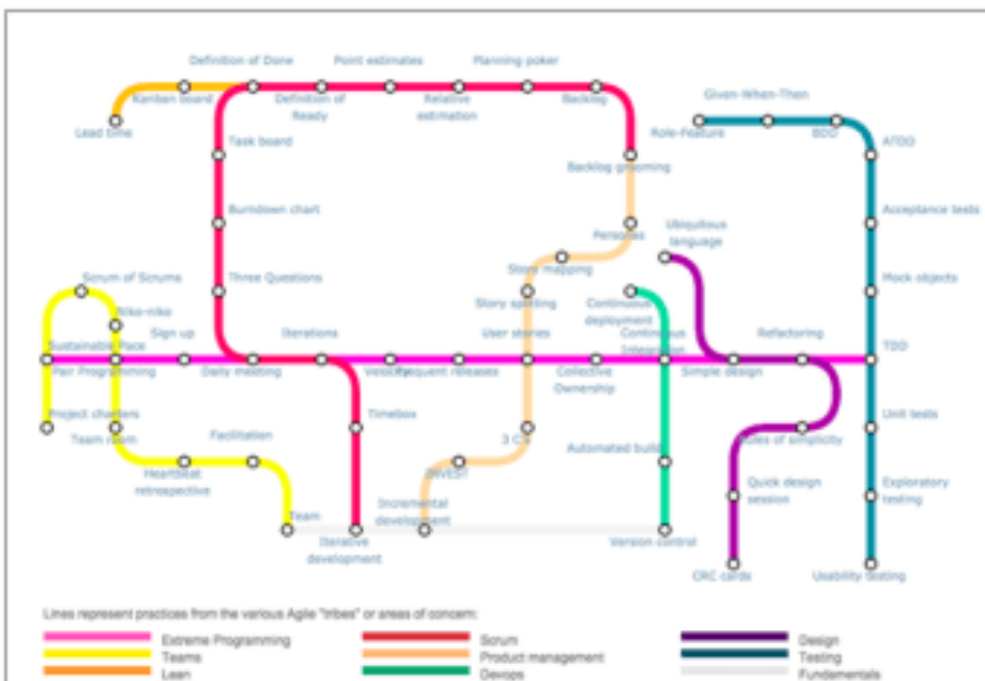 Definition of Done
Point estimates
Planning poker
Kanban board
Definition of
Ready
Relative
estimation
Backlog
Given-When-Then
Lead time
Role-Feature
BDD
Task board
ATDD
Backlog grooming
Burndown chart
Acceptance tests
Personas
Ubiquitous
language
Story mapping
Scrum of Scrums
Three Questions
Mock objects
Story splitting
Continuous
deployment
Niko-niko
Sign up
Iterations
User stories
Continuous
Integration
Refactoring
Sustainable Pace
TDD
Pair Programming
Daily meeting
Velocity
Frequent releases
Collective
Ownership
Simple design
Project charters
Team room
Facilitation
Timebox
3 C's
Automated build
Rules of simplicity
Unit tests
Heartbeat
retrospective
INVEST
Quick design
session
Exploratory
testing
Team
Incremental
development
Iterative
development
Version control
CRC cards
Usability testing
Lines represent practices from the various Agile "tribes" or areas of concern:
Extreme Programming
Scrum
Design
Teams
Product management
Testing
Lean
Devops
Fundamentals